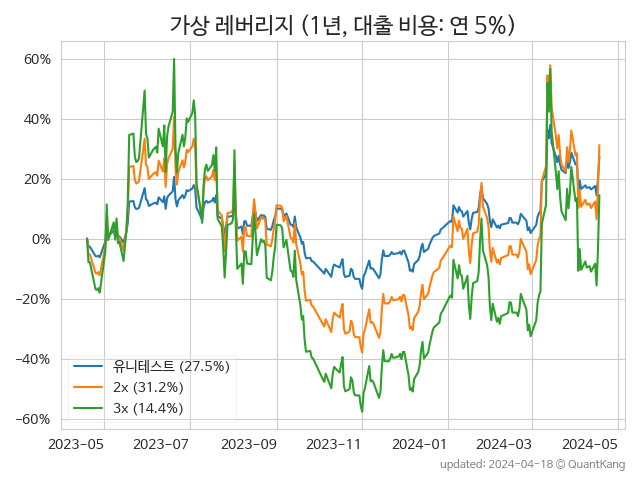 가상 레버리지 (1년, 대출 비용: 연 5%)
60%
40%
20%
0%
−20%
−40%
−60%
유니테스트 (27.5%)
2x (31.2%)
3x (14.4%)
2023-05 2023-07 2023-09 2023-11 2024-01 2024-03 2024-05
updated: 2024-04-18 ⓒ QuantKang